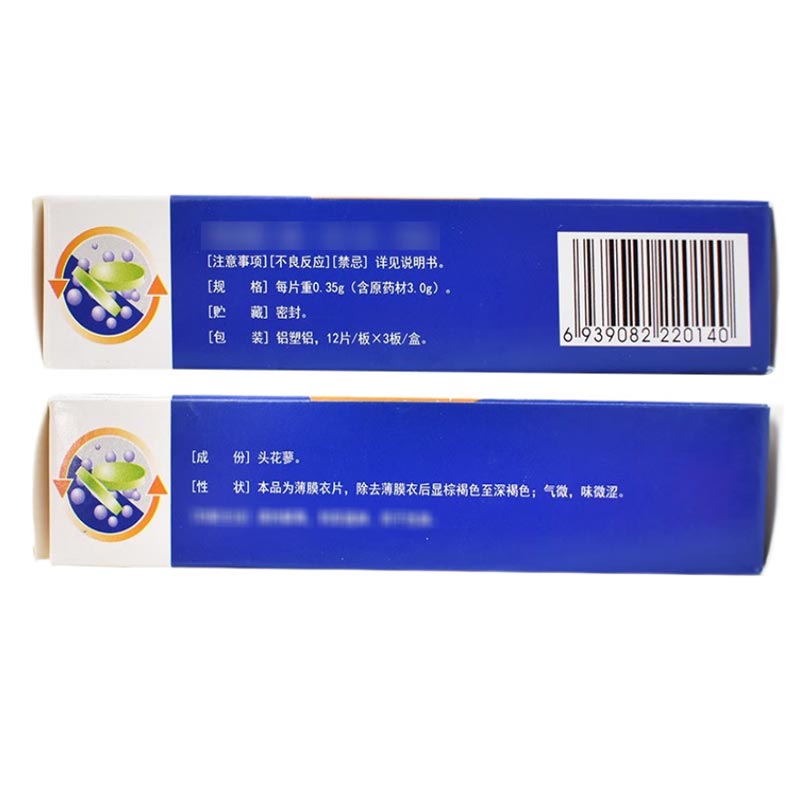 [注意事项][不良反应][禁忌] 详见说明书。
[规　格] 每片重0.35g（含原药材3.0g）。
[贮　藏] 密封。
[包　装] 铝塑铝，12片/板×3板/盒。
6 939082 220140
[成　份] 头花蓼。
[性　状] 本品为薄膜衣片，除去薄膜衣后显棕褐色至深褐色；气微，味微涩。